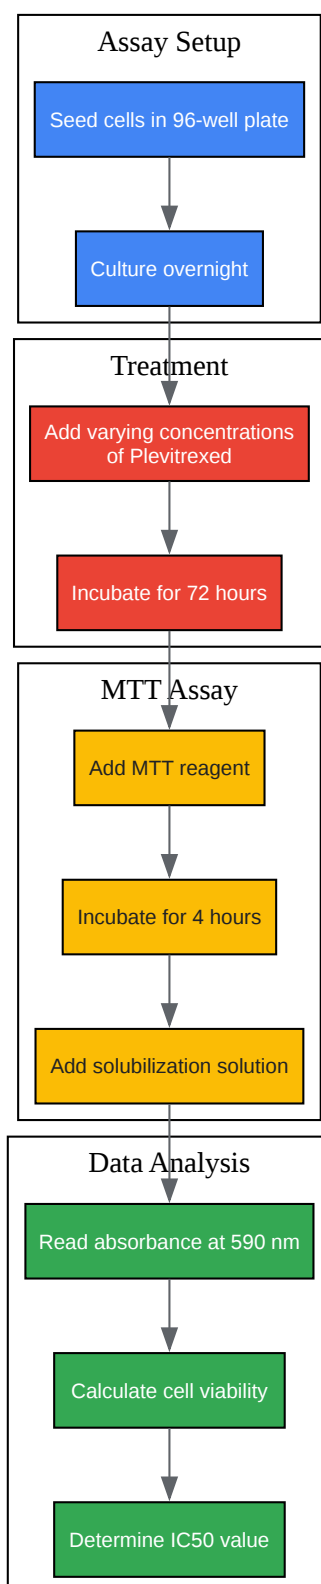 Assay Setup
Seed cells in 96-well plate
Culture overnight
Treatment
Add varying concentrations
of Plevitrexed
Incubate for 72 hours
MTT Assay
Add MTT reagent
Incubate for 4 hours
Add solubilization solution
Data Analysis
Read absorbance at 590 nm
Calculate cell viability
Determine IC50 value